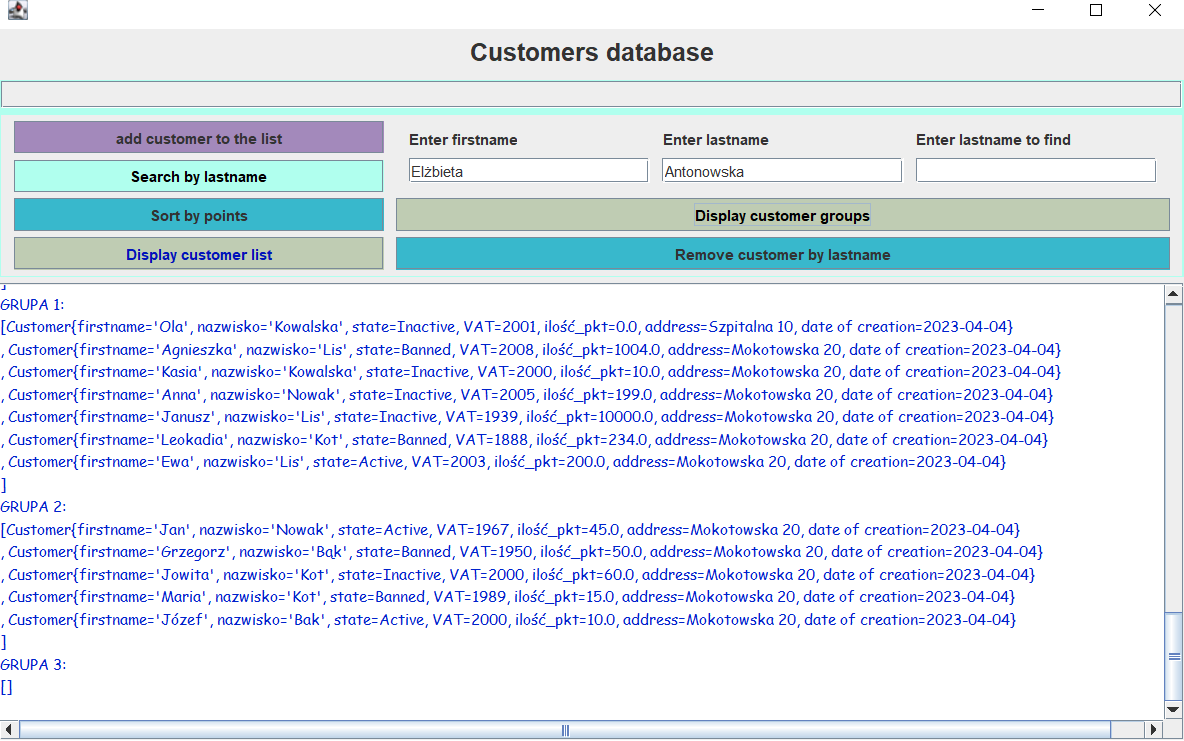 Customers database
add customer to the list
Enter firstname
Enter lastname
Enter lastname to find
Search by lastname
Elżbieta
Antonowska
Sort by points
Display customer groups
Display customer list
Remove customer by lastname
]
GRUPA 1:
[Customer{firstname='Ola', nazwisko='Kowalska', state=Inactive, VAT=2001, ilość_pkt=0.0, address=Szpitalna 10, date of creation=2023-04-04}
, Customer{firstname='Agnieszka', nazwisko='Lis', state=Banned, VAT=2008, ilość_pkt=1004.0, address=Mokotowska 20, date of creation=2023-04-04}
, Customer{firstname='Kasia', nazwisko='Kowalska', state=Inactive, VAT=2000, ilość_pkt=10.0, address=Mokotowska 20, date of creation=2023-04-04}
, Customer{firstname='Anna', nazwisko='Nowak', state=Inactive, VAT=2005, ilość_pkt=199.0, address=Mokotowska 20, date of creation=2023-04-04}
, Customer{firstname='Janusz', nazwisko='Lis', state=Inactive, VAT=1939, ilość_pkt=10000.0, address=Mokotowska 20, date of creation=2023-04-04}
, Customer{firstname='Leokadia', nazwisko='Kot', state=Banned, VAT=1888, ilość_pkt=234.0, address=Mokotowska 20, date of creation=2023-04-04}
, Customer{firstname='Ewa', nazwisko='Lis', state=Active, VAT=2003, ilość_pkt=200.0, address=Mokotowska 20, date of creation=2023-04-04}
]
GRUPA 2:
[Customer{firstname='Jan', nazwisko='Nowak', state=Active, VAT=1967, ilość_pkt=45.0, address=Mokotowska 20, date of creation=2023-04-04}
, Customer{firstname='Grzegorz', nazwisko='Bąk', state=Banned, VAT=1950, ilość_pkt=50.0, address=Mokotowska 20, date of creation=2023-04-04}
, Customer{firstname='Jowita', nazwisko='Kot', state=Inactive, VAT=2000, ilość_pkt=60.0, address=Mokotowska 20, date of creation=2023-04-04}
, Customer{firstname='Maria', nazwisko='Kot', state=Banned, VAT=1989, ilość_pkt=15.0, address=Mokotowska 20, date of creation=2023-04-04}
, Customer{firstname='Józef', nazwisko='Bak', state=Active, VAT=2000, ilość_pkt=10.0, address=Mokotowska 20, date of creation=2023-04-04}
]
GRUPA 3:
[]